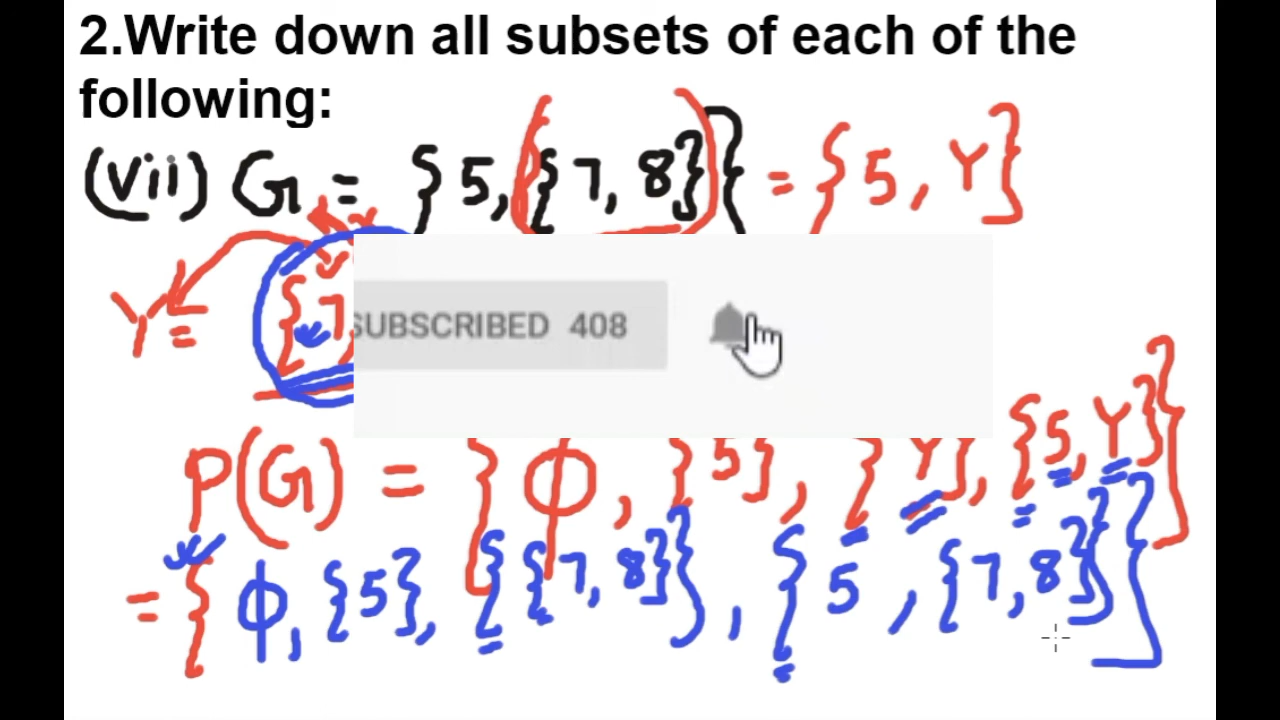 2.Write down all subsets of each of the
following:
(vii) G = {5, {7, 8}} = {5, Y}
Y = {7
SUBSCRIBED 408
P(G) = {ϕ, {5}, {Y}, {5, Y}}
= {ϕ, {5}, {{7, 8}}, {5, {7, 8}}}